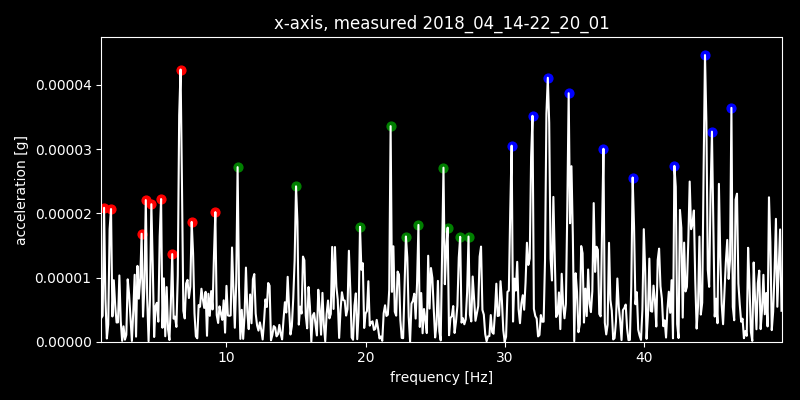 x-axis, measured 2018_04_14-22_20_01
acceleration [g]
0.00004
0.00003
0.00002
0.00001
0.00000
10 20 30 40
frequency [Hz]